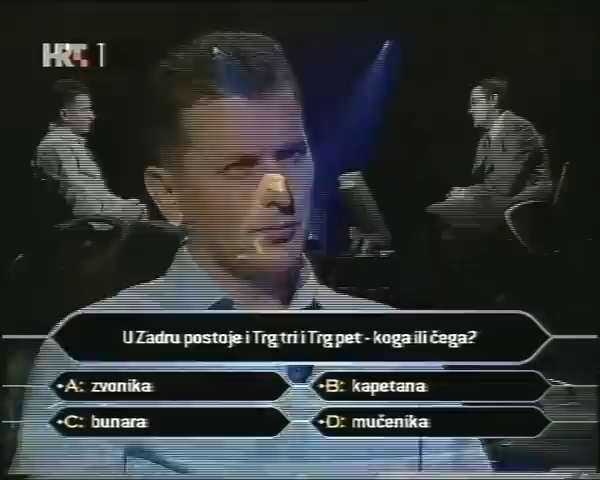 HRT 1
U Zadru postoje i Trg tri i Trg pet - koga ili čega?
A: zvonika
B: kapetana
C: bunara
D: mučenika